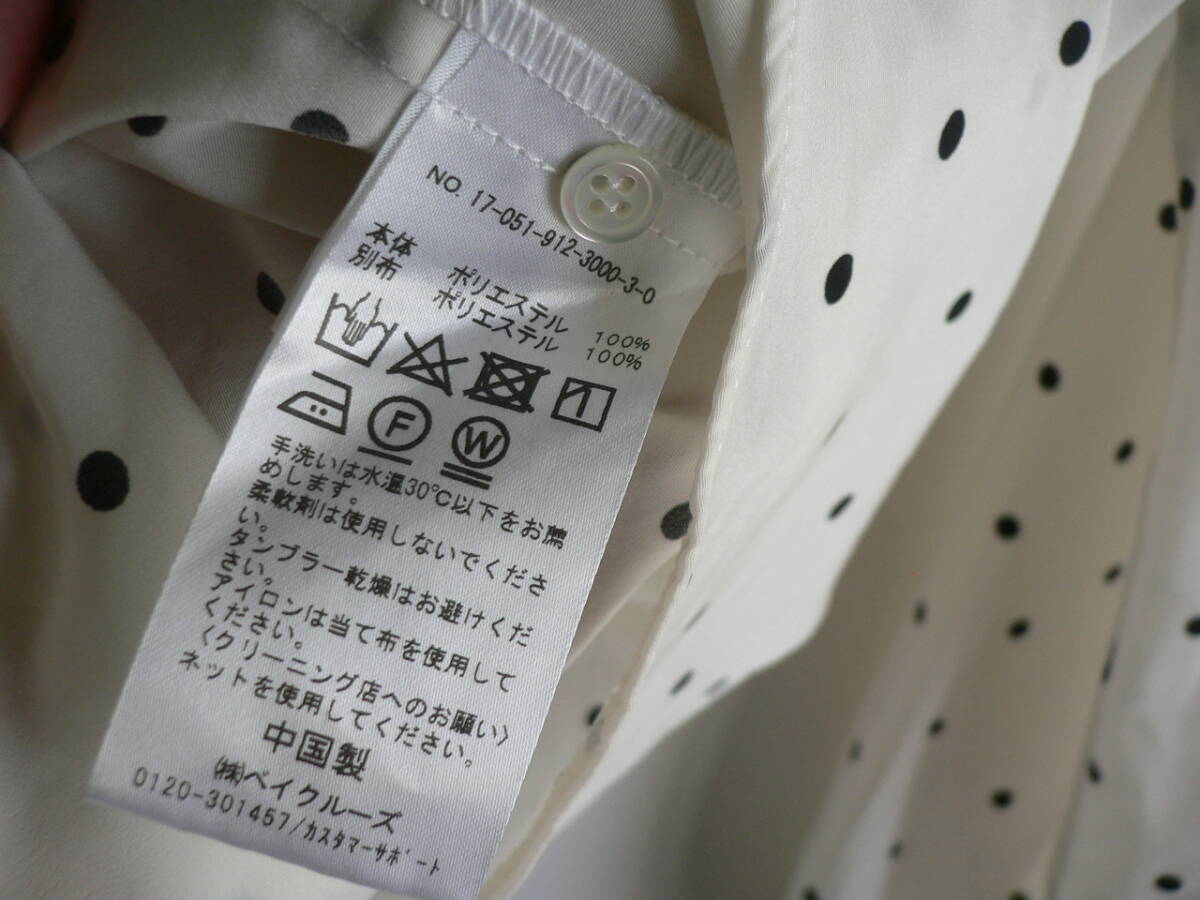 NO. 17-051-912-3000-3-0
本体 ポリエステル 100%
別布 ポリエステル 100%
F W
手洗いは水温30℃以下をお薦
めします。
柔軟剤は使用しないでくださ
い。
タンブラー乾燥はお避けくだ
さい。
アイロンは当て布を使用して
ください。
〈クリーニング店へのお願い〉
ネットを使用してください。
中国製
㈱ベイクルーズ
0120-301457/ｶｽﾀﾏｰｻﾎﾟｰﾄ